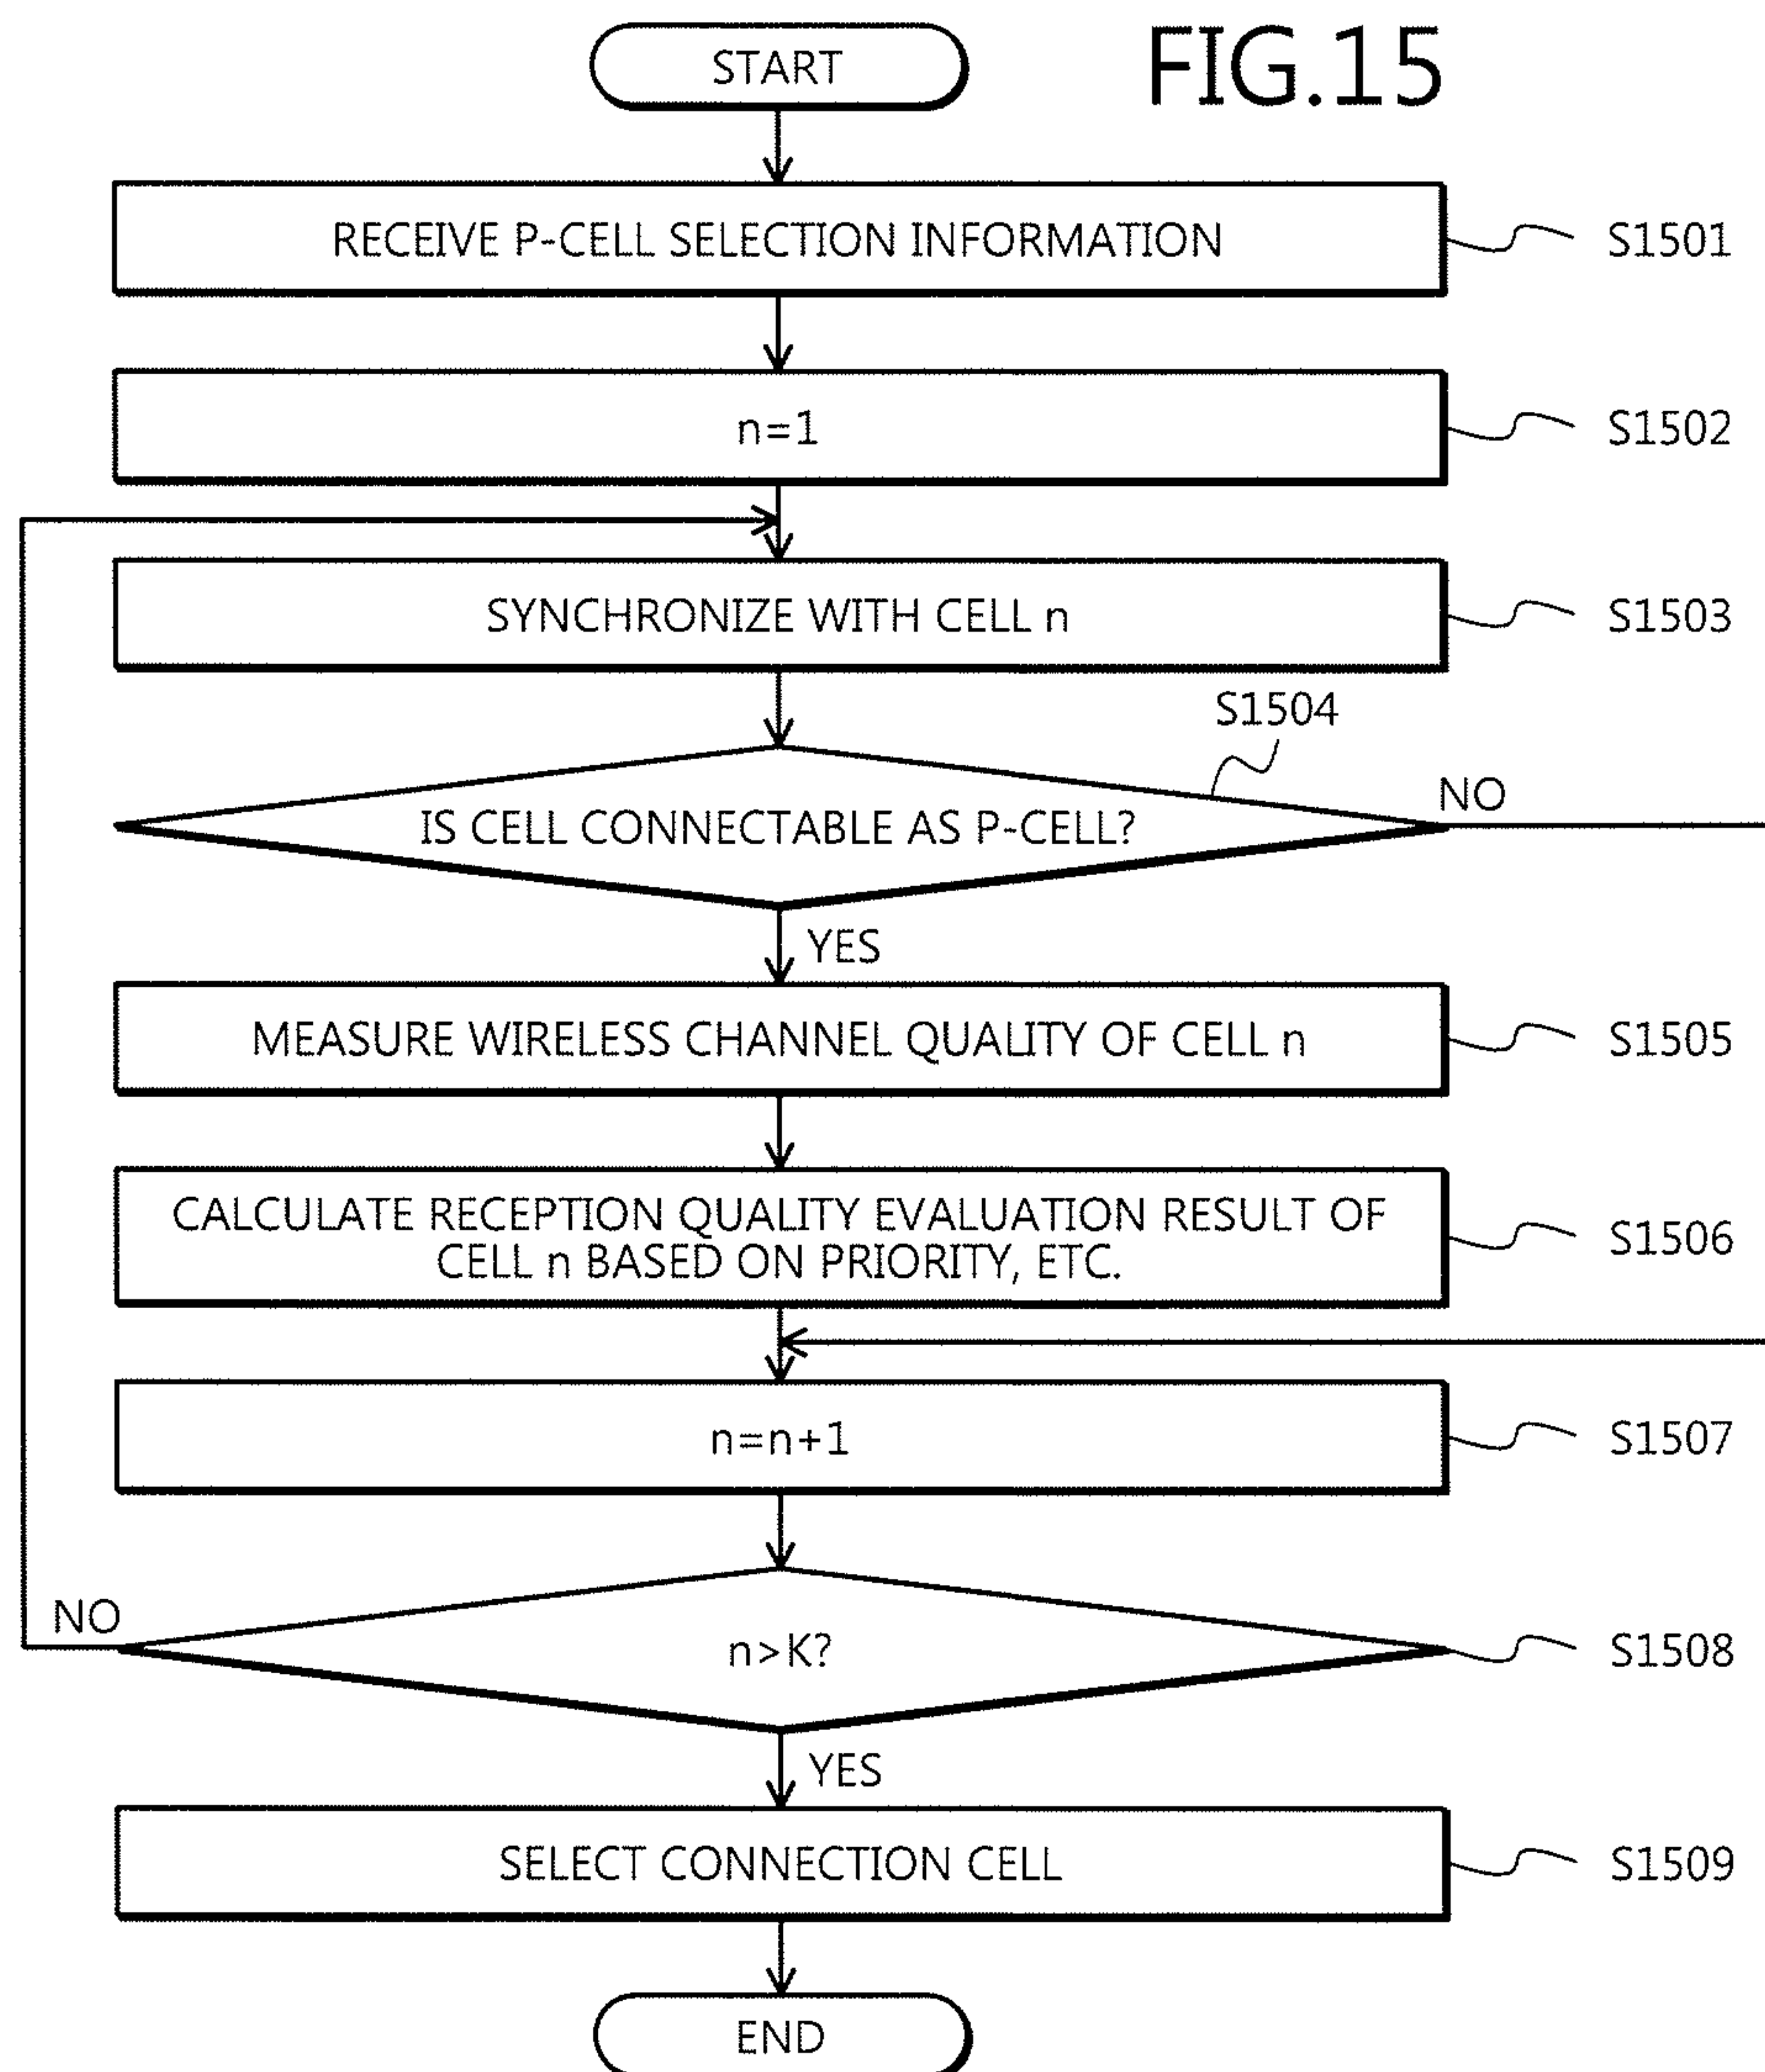 START
FIG.15
RECEIVE P-CELL SELECTION INFORMATION
S1501
n=1
S1502
SYNCHRONIZE WITH CELL n
S1503
S1504
IS CELL CONNECTABLE AS P-CELL?
NO
YES
MEASURE WIRELESS CHANNEL QUALITY OF CELL n
S1505
CALCULATE RECEPTION QUALITY EVALUATION RESULT OF
CELL n BASED ON PRIORITY, ETC.
S1506
n=n+1
S1507
NO
n>K?
S1508
YES
SELECT CONNECTION CELL
S1509
END